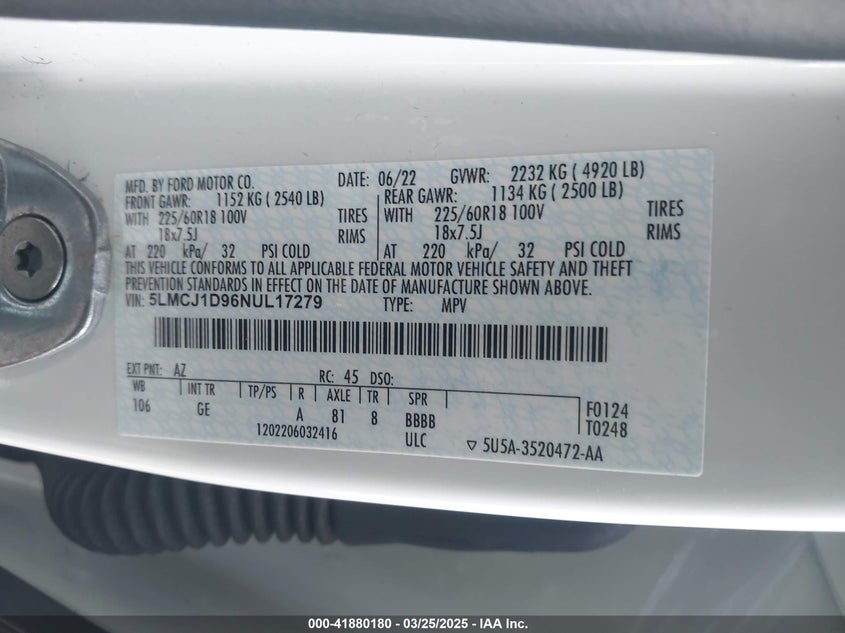 MFD. BY FORD MOTOR CO. DATE: 06/22 GVWR: 2232 KG ( 4920 LB)
FRONT GAWR: 1152 KG ( 2540 LB) REAR GAWR: 1134 KG ( 2500 LB)
WITH 225/60R18 100V TIRES WITH 225/60R18 100V TIRES
18x7.5J RIMS 18x7.5J RIMS
AT 220 kPa/ 32 PSI COLD AT 220 kPa/ 32 PSI COLD
THIS VEHICLE CONFORMS TO ALL APPLICABLE FEDERAL MOTOR VEHICLE SAFETY AND THEFT
PREVENTION STANDARDS IN EFFECT ON THE DATE OF MANUFACTURE SHOWN ABOVE.
VIN: 5LMCJ1D96NUL17279 TYPE: MPV
EXT PNT: AZ RC: 45 DSO:
WB INT TR TP/PS R AXLE TR SPR
106 GE A 81 8 BBBB F0124
1202206032416 ULC T0248
▽ 5U5A-3520472-AA
000-41880180 - 03/25/2025 - IAA Inc.